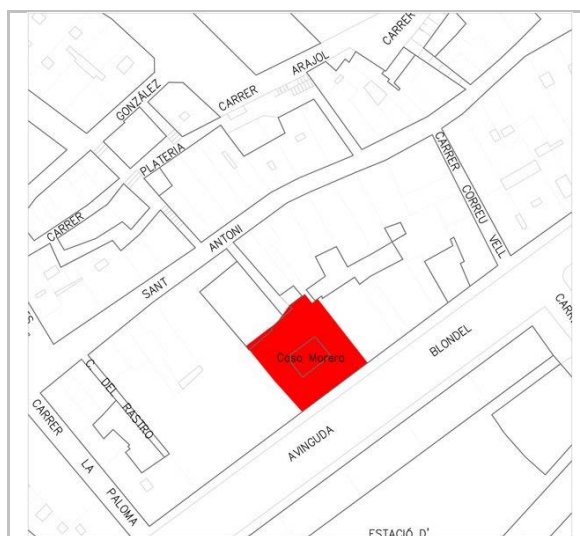 GONZÁLEZ
CARRER
ARAJOL
CARRER
PLATERIA
CARRER
SANT
ANTONI
CARRER
CORREU VELL
Casa Morera
BLONDEL
AVINGUDA
C. DEL RASTRO
CARRER
LA
PALOMA
ESTACIÓ D'